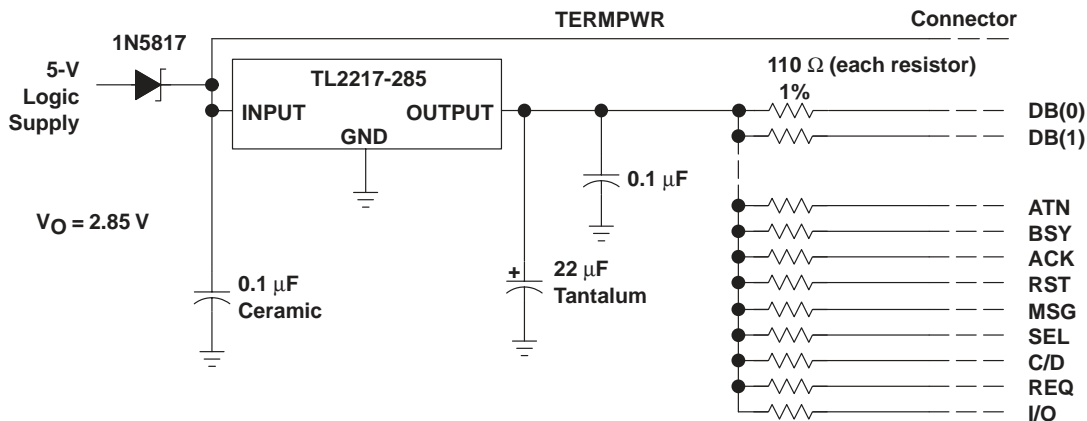 TERMPWR
Connector
1N5817
5-V
Logic
Supply
TL2217-285
INPUT
OUTPUT
GND
110 Ω (each resistor)
1%
DB(0)
DB(1)
0.1 μF
VO = 2.85 V
ATN
BSY
ACK
RST
MSG
SEL
C/D
REQ
I/O
0.1 μF
Ceramic
+
22 μF
Tantalum